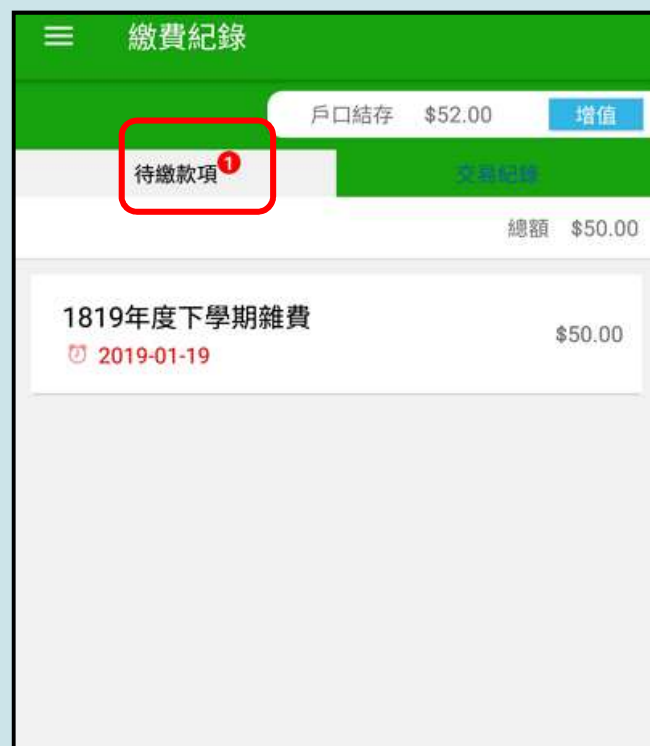 繳費紀錄
戶口結存 $52.00 增值
待繳款項 1 交易紀錄
總額 $50.00
1819年度下學期雜費
$50.00
2019-01-19